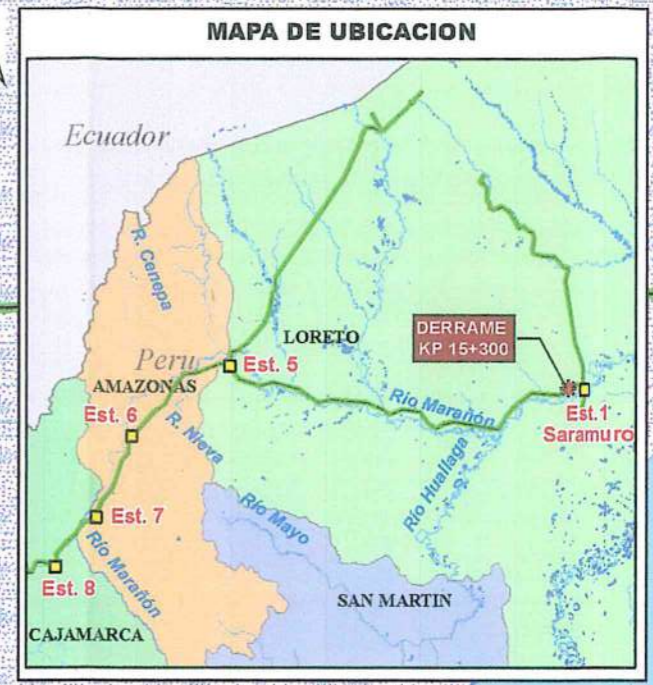 MAPA DE UBICACION
Ecuador
R. Cenepa
LORETO
DERRAME
KP 15+300
Peru
Est. 5
AMAZONAS
Río Marañón
Est.1
Saramuro
Est. 6
R. Nieva
Río Huallaga
Río Mayo
Est. 7
Río Marañón
Est. 8
SAN MARTIN
CAJAMARCA